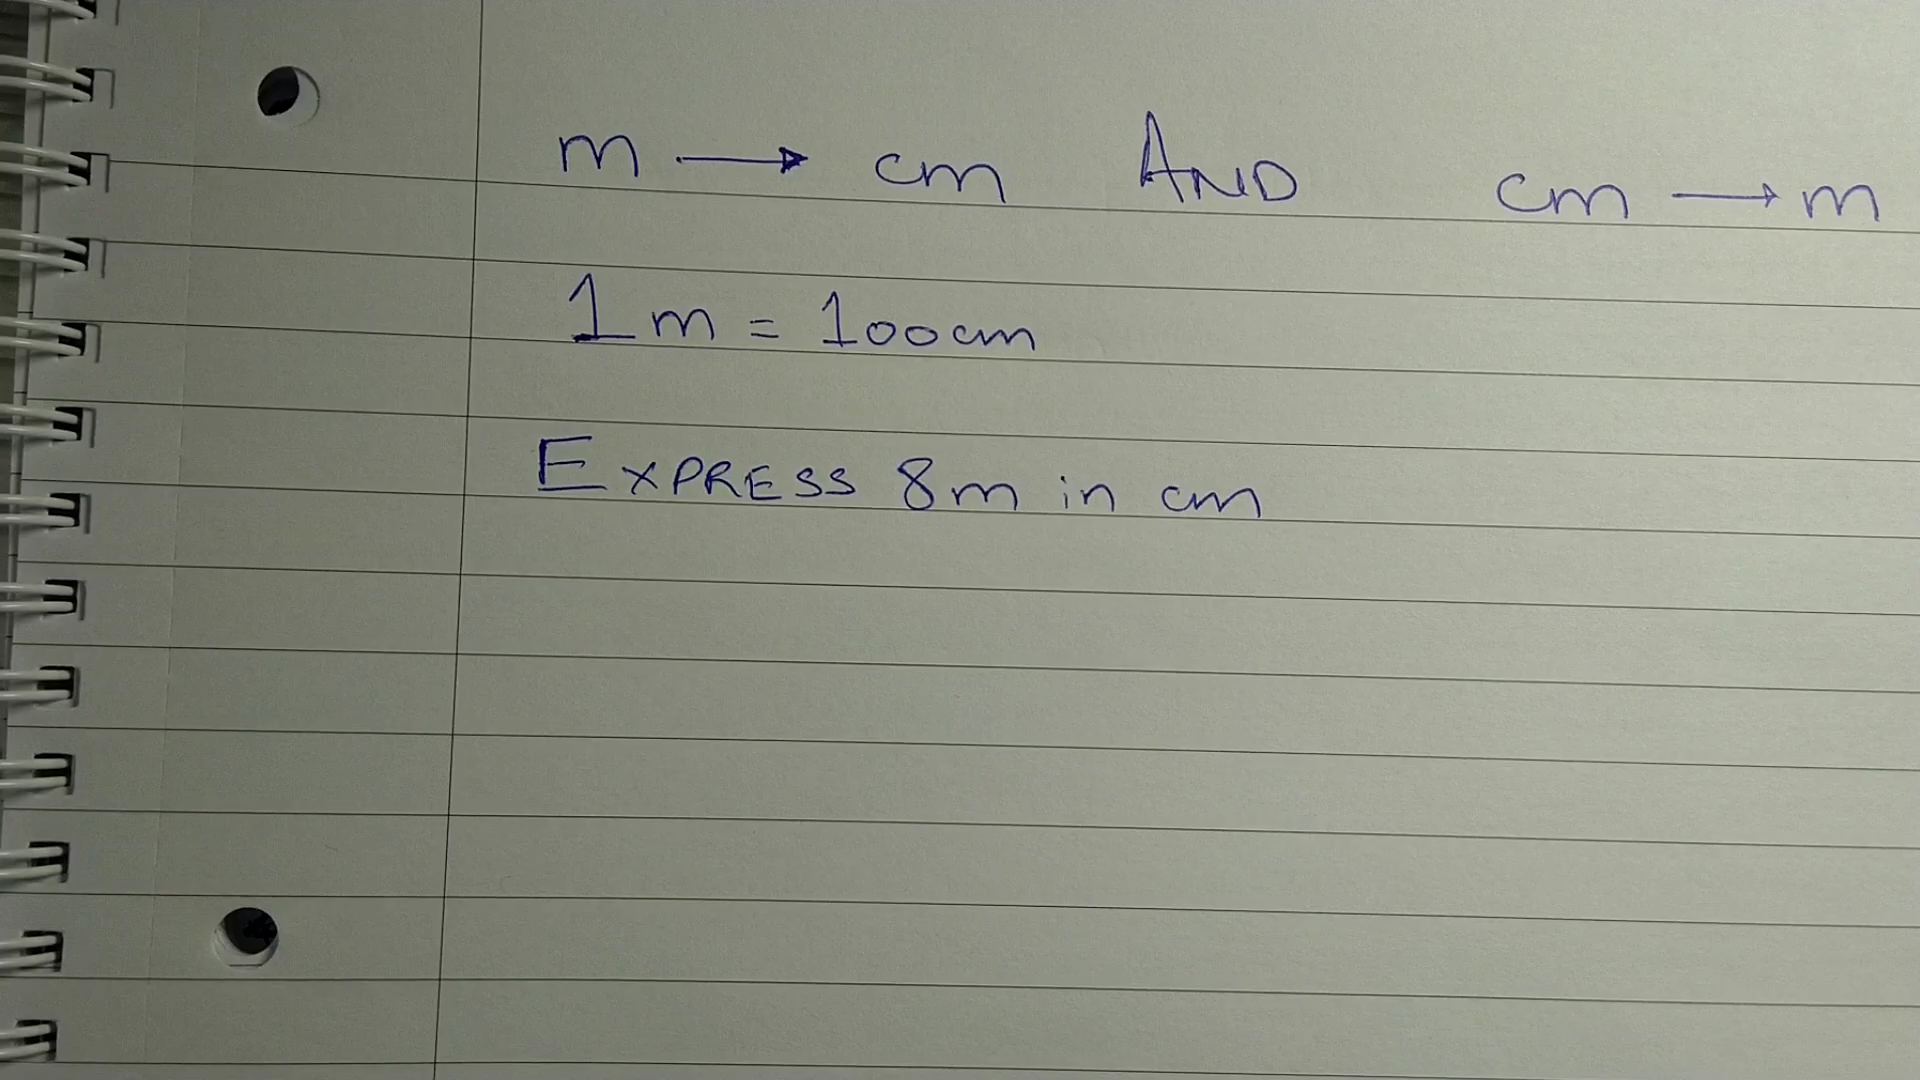 m → cm AND cm → m
1m = 100cm
EXPRESS 8m in cm